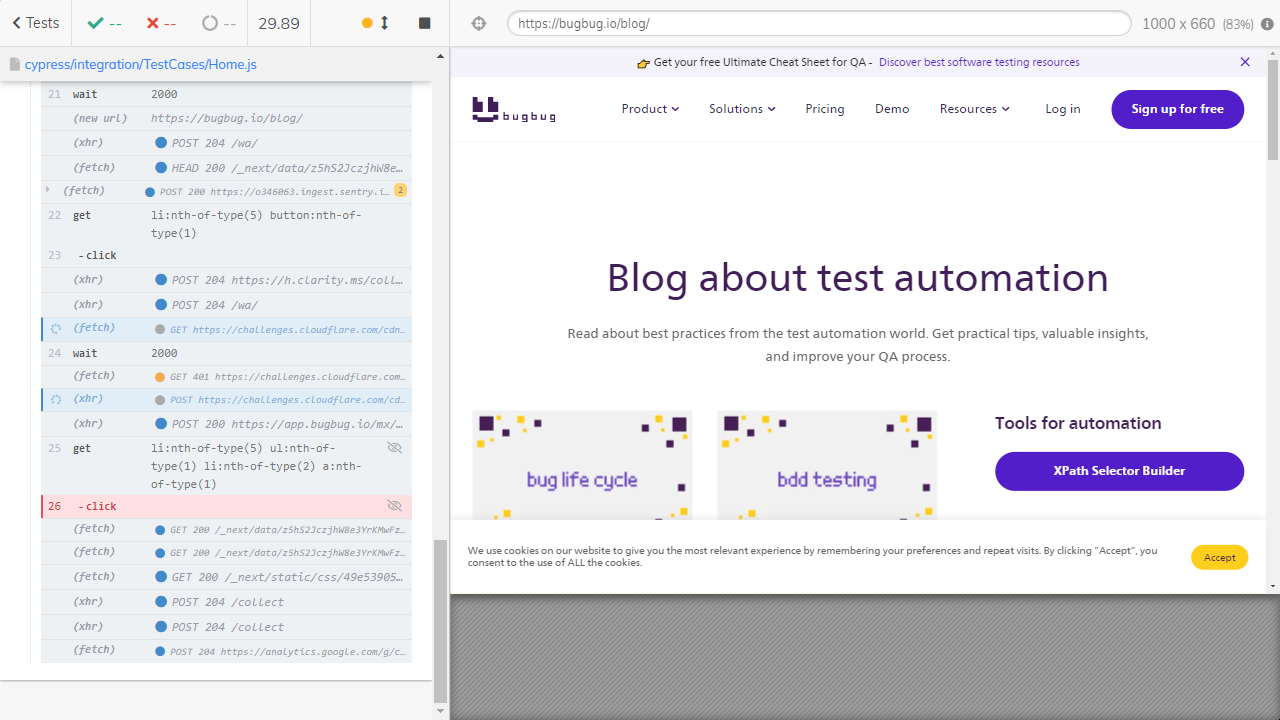 Tests
--
--
--
29.89
https://bugbug.io/blog/
1000 x 660 (83%)
cypress/integration/TestCases/Home.js
21 wait 2000
(new url) https://bugbug.io/blog/
(xhr) POST 204 /wa/
(fetch) HEAD 200 /_next/data/z5hS2JczjhW8e…
(fetch) POST 200 https://o346063.ingest.sentry.i… 2
22 get li:nth-of-type(5) button:nth-of-
type(1)
23 -click
(xhr) POST 204 https://h.clarity.ms/coll…
(xhr) POST 204 /wa/
(fetch) GET https://challenges.cloudflare.com/cdn…
24 wait 2000
(fetch) GET 401 https://challenges.cloudflare.com…
(xhr) POST https://challenges.cloudflare.com/cd…
(xhr) POST 200 https://app.bugbug.io/mx/…
25 get li:nth-of-type(5) ul:nth-of-
type(1) li:nth-of-type(2) a:nth-
of-type(1)
26 -click
(fetch) GET 200 /_next/data/z5hS2JczjhW8e3YrKMwFz…
(fetch) GET 200 /_next/data/z5hS2JczjhW8e3YrKMwFz…
(fetch) GET 200 /_next/static/css/49e53905…
(xhr) POST 204 /collect
(xhr) POST 204 /collect
(fetch) POST 204 https://analytics.google.com/g/c…
Get your free Ultimate Cheat Sheet for QA - Discover best software testing resources
bugbug
Product
Solutions
Pricing
Demo
Resources
Log in
Sign up for free
Blog about test automation
Read about best practices from the test automation world. Get practical tips, valuable insights,
and improve your QA process.
bug life cycle
bdd testing
Tools for automation
XPath Selector Builder
We use cookies on our website to give you the most relevant experience by remembering your preferences and repeat visits. By clicking “Accept”, you
consent to the use of ALL the cookies.
Accept